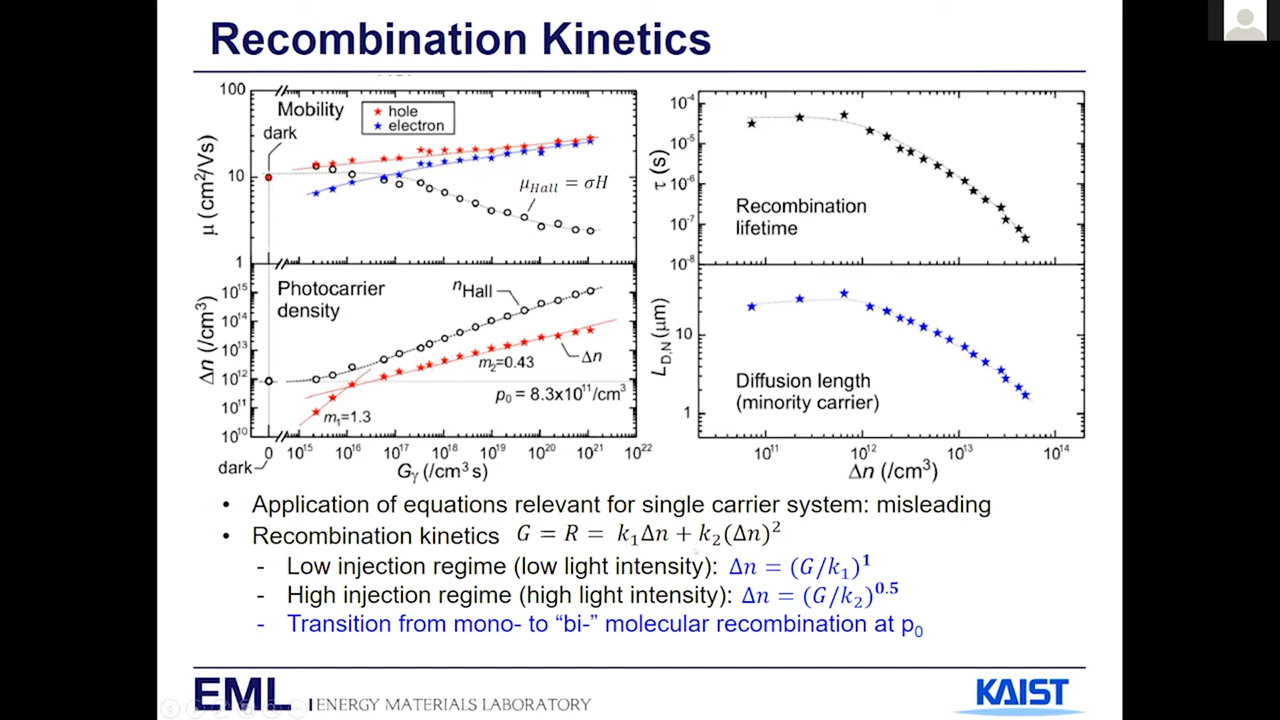 Recombination Kinetics
100
10
1
μ (cm²/Vs)
Mobility
dark
hole
electron
μHall = σH
10¹⁵
10¹⁴
10¹³
10¹²
10¹¹
10¹⁰
Δn (/cm³)
Photocarrier
density
nHall
Δn
m₂=0.43
p₀ = 8.3x10¹¹/cm³
m₁=1.3
dark
0 10¹⁵ 10¹⁶ 10¹⁷ 10¹⁸ 10¹⁹ 10²⁰ 10²¹ 10²²
Gγ (/cm³ s)
10⁻⁴
10⁻⁵
10⁻⁶
10⁻⁷
10⁻⁸
τ (s)
Recombination
lifetime
10
1
L_D,N (μm)
Diffusion length
(minority carrier)
10¹¹ 10¹² 10¹³ 10¹⁴
Δn (/cm³)
• Application of equations relevant for single carrier system: misleading
• Recombination kinetics G = R = k₁Δn + k₂(Δn)²
- Low injection regime (low light intensity): Δn = (G/k₁)¹
- High injection regime (high light intensity): Δn = (G/k₂)⁰·⁵
- Transition from mono- to “bi-” molecular recombination at p₀
EML | ENERGY MATERIALS LABORATORY
KAIST